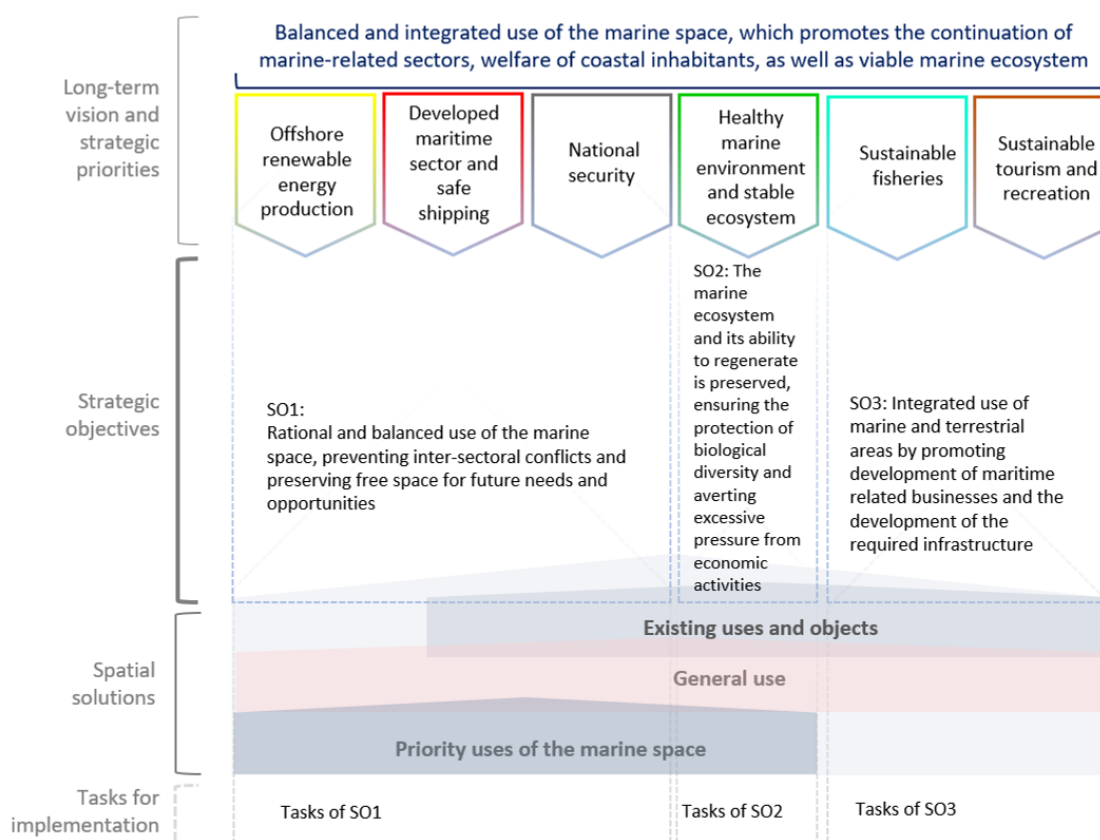 Balanced and integrated use of the marine space, which promotes the continuation of
marine-related sectors, welfare of coastal inhabitants, as well as viable marine ecosystem
Long-term
vision and
strategic
priorities
Offshore
renewable
energy
production
Developed
maritime
sector and
safe
shipping
National
security
Healthy
marine
environment
and stable
ecosystem
Sustainable
fisheries
Sustainable
tourism and
recreation
Strategic
objectives
SO1:
Rational and balanced use of the marine
space, preventing inter-sectoral conflicts and
preserving free space for future needs and
opportunities
SO2: The
marine
ecosystem
and its ability
to regenerate
is preserved,
ensuring the
protection of
biological
diversity and
averting
excessive
pressure from
economic
activities
SO3: Integrated use of
marine and terrestrial
areas by promoting
development of maritime
related businesses and the
development of the
required infrastructure
Spatial
solutions
Existing uses and objects
General use
Priority uses of the marine space
Tasks for
implementation
Tasks of SO1
Tasks of SO2
Tasks of SO3